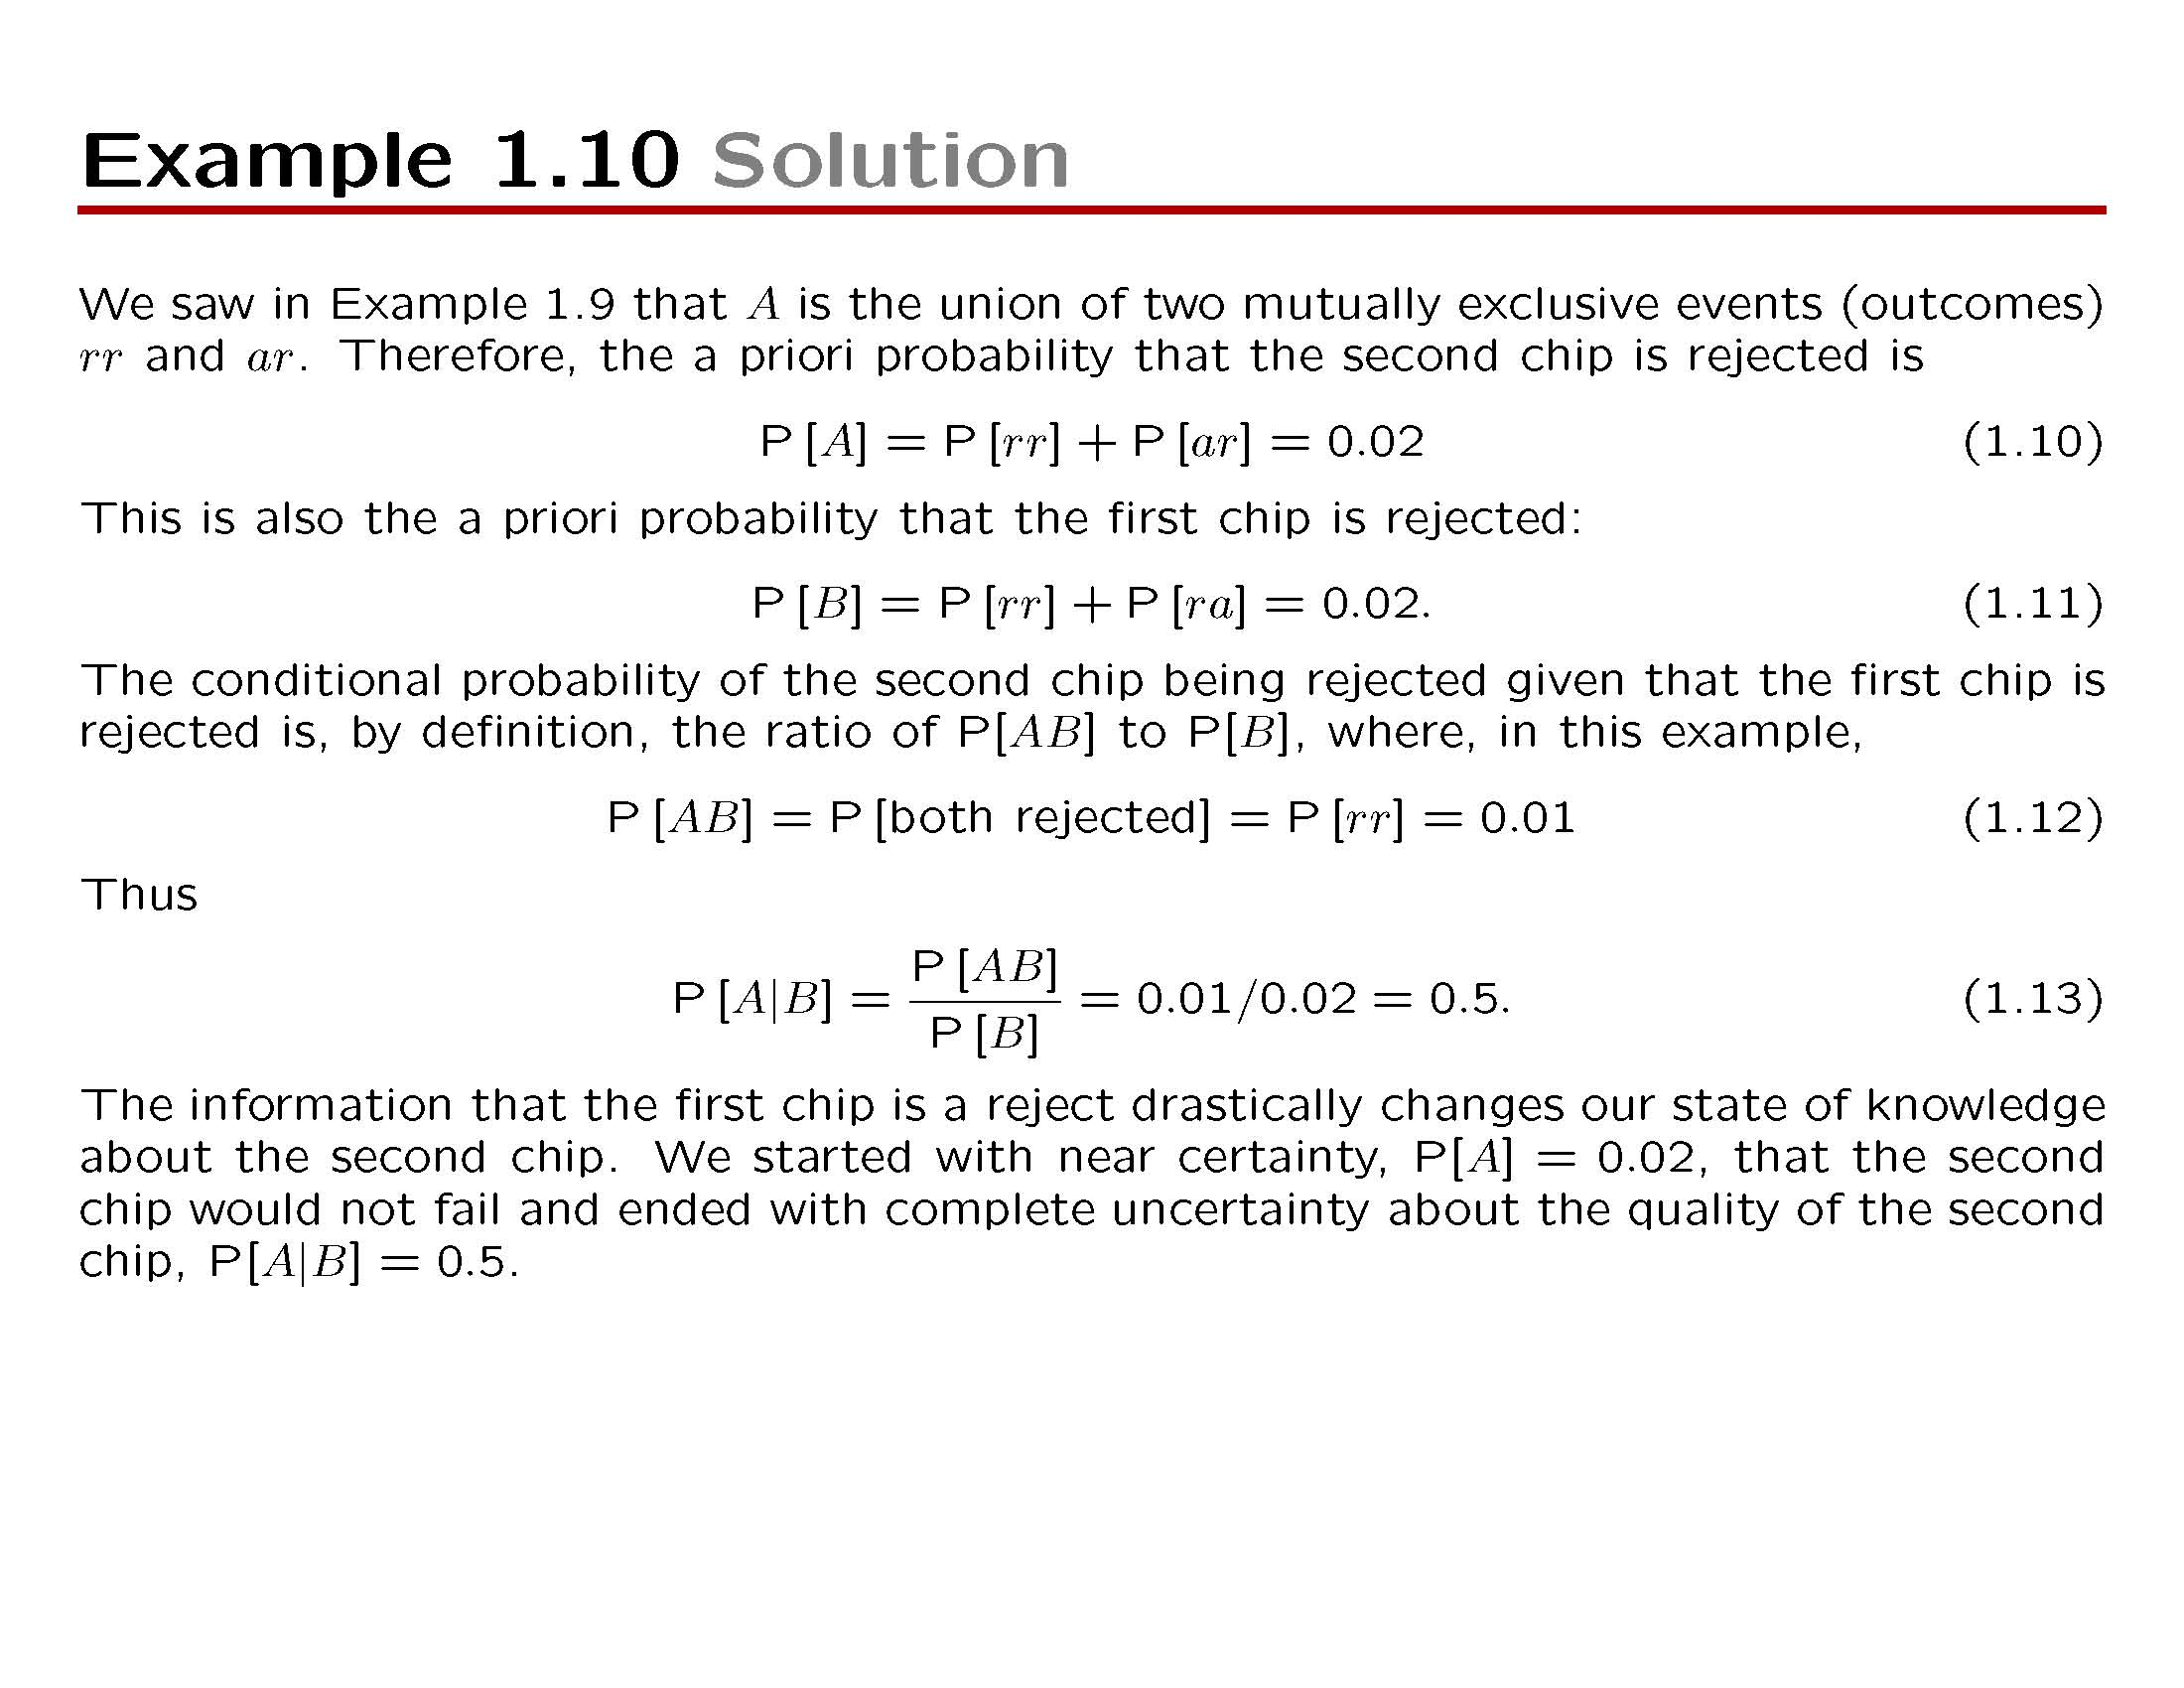 Example 1.10 Solution
We saw in Example 1.9 that A is the union of two mutually exclusive events (outcomes)
rr and ar. Therefore, the a priori probability that the second chip is rejected is
P [A] = P [rr] + P [ar] = 0.02 (1.10)
This is also the a priori probability that the first chip is rejected:
P [B] = P [rr] + P [ra] = 0.02. (1.11)
The conditional probability of the second chip being rejected given that the first chip is
rejected is, by definition, the ratio of P[AB] to P[B], where, in this example,
P [AB] = P [both rejected] = P [rr] = 0.01 (1.12)
Thus
P [A|B] = P [AB] / P [B] = 0.01/0.02 = 0.5. (1.13)
The information that the first chip is a reject drastically changes our state of knowledge
about the second chip. We started with near certainty, P[A] = 0.02, that the second
chip would not fail and ended with complete uncertainty about the quality of the second
chip, P[A|B] = 0.5.